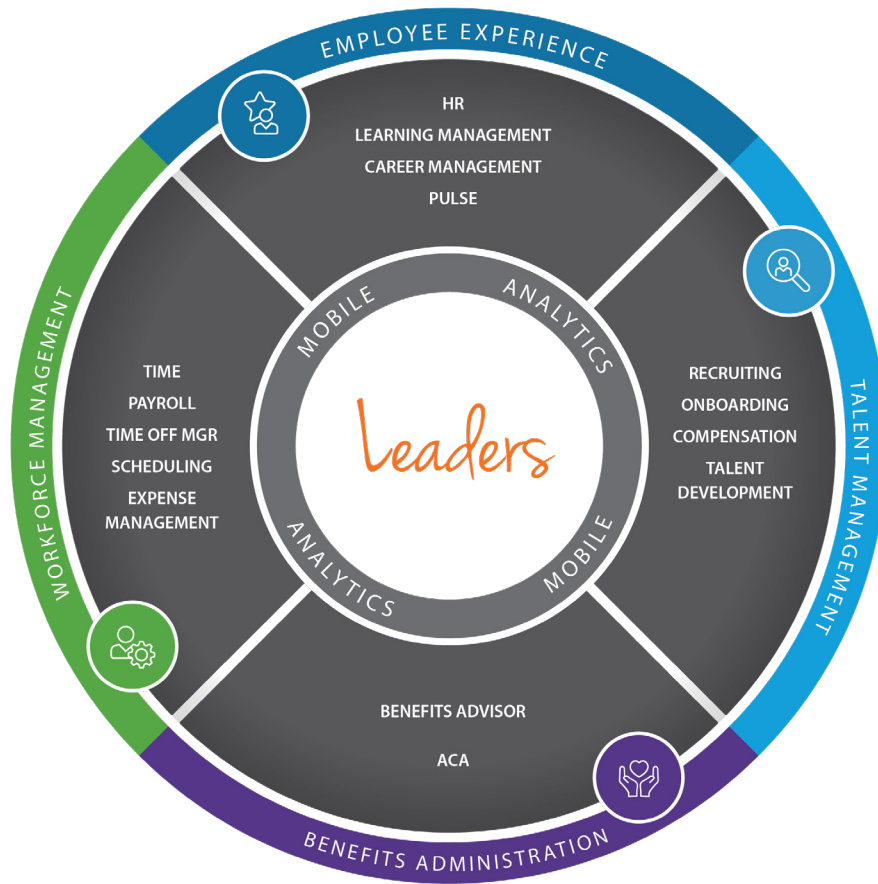 EMPLOYEE EXPERIENCE
HR
LEARNING MANAGEMENT
CAREER MANAGEMENT
PULSE
MOBILE
ANALYTICS
WORKFORCE MANAGEMENT
TIME
PAYROLL
TIME OFF MGR
SCHEDULING
EXPENSE
MANAGEMENT
Leaders
RECRUITING
ONBOARDING
COMPENSATION
TALENT
DEVELOPMENT
TALENT MANAGEMENT
ANALYTICS
MOBILE
BENEFITS ADVISOR
ACA
BENEFITS ADMINISTRATION